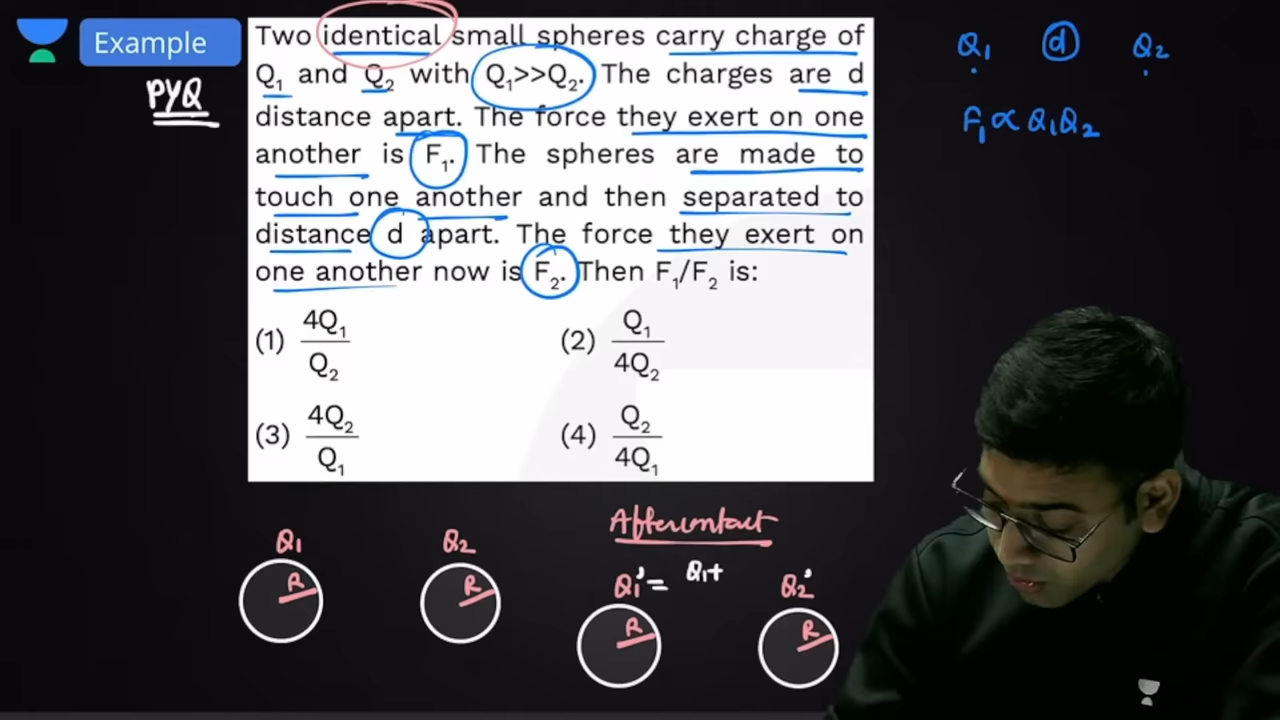 Example
PYQ
Two identical small spheres carry charge of
Q₁ and Q₂ with Q₁>>Q₂. The charges are d
distance apart. The force they exert on one
another is F₁. The spheres are made to
touch one another and then separated to
distance d apart. The force they exert on
one another now is F₂. Then F₁/F₂ is:
(1) 4Q₁/Q₂ (2) Q₁/4Q₂
(3) 4Q₂/Q₁ (4) Q₂/4Q₁
Q₁ d Q₂
F₁ ∝ Q₁Q₂
Q₁ Q₂
R R
After contact
Q₁' = Q₁+ Q₂'
R R